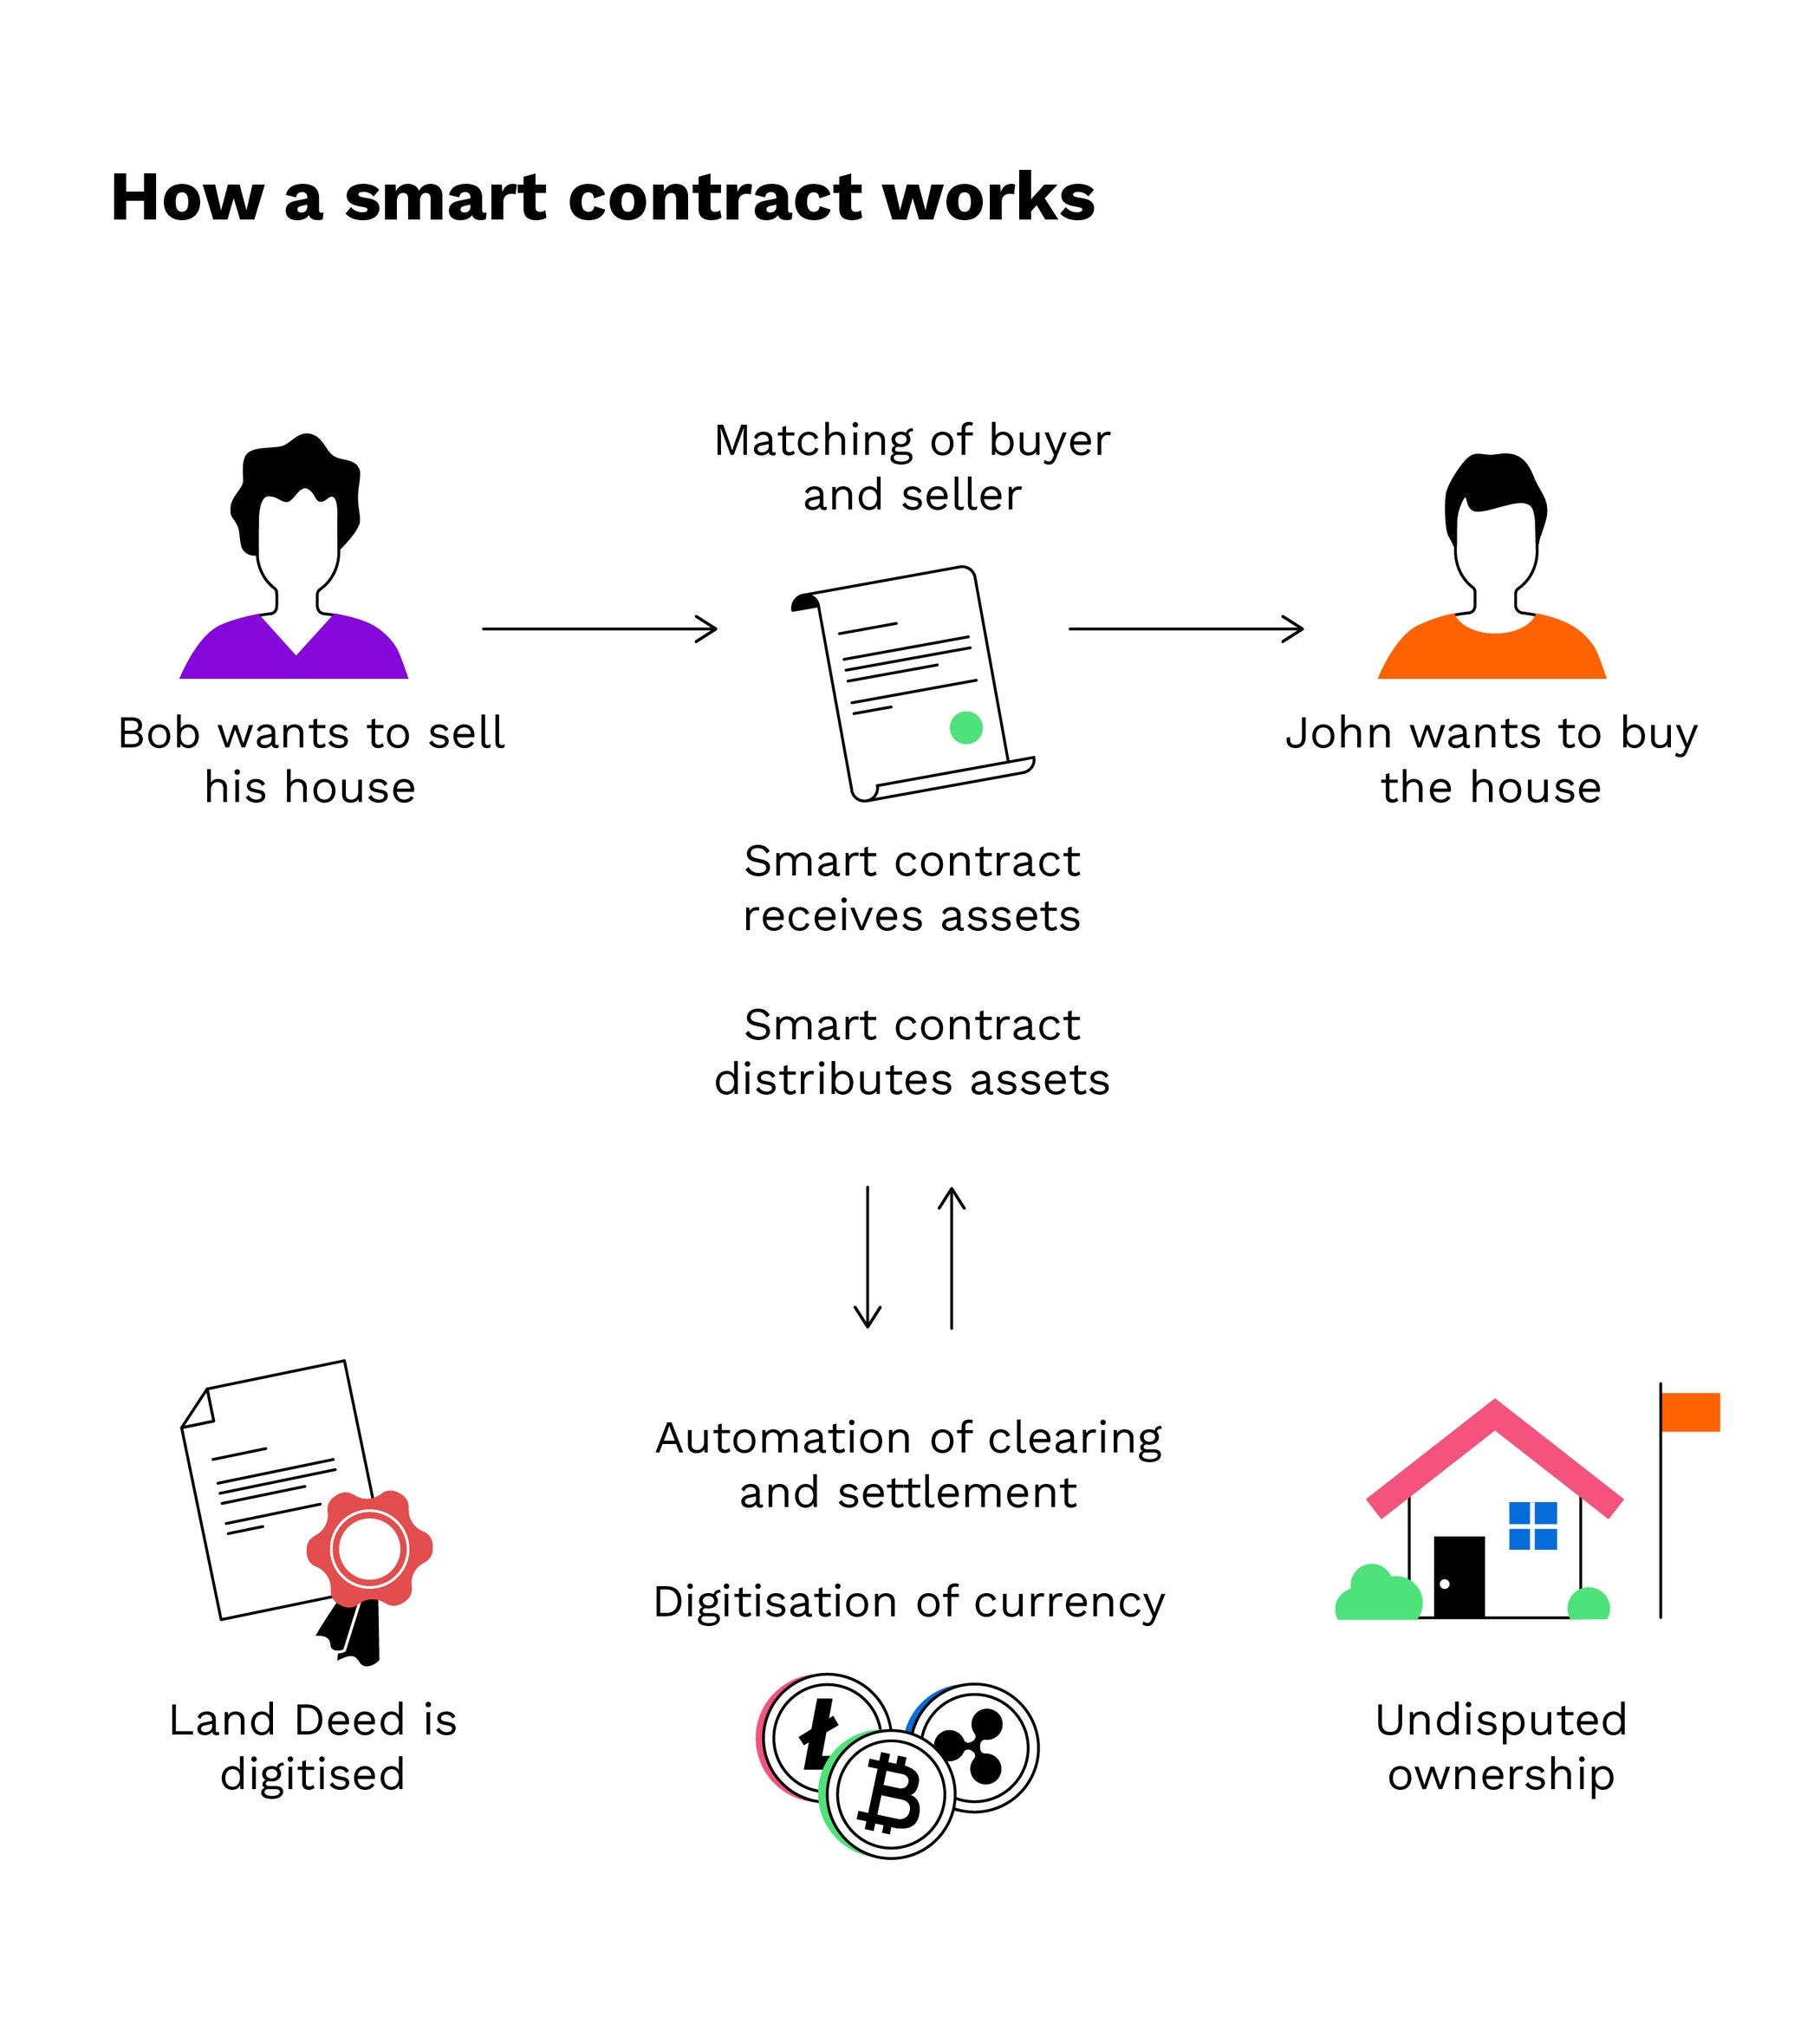 How a smart contract works
Matching of buyer
and seller
Bob wants to sell
his house
John wants to buy
the house
Smart contract
receives assets
Smart contract
distributes assets
Automation of clearing
and settlement
Digitisation of currency
Land Deed is
digitised
Undisputed
ownership